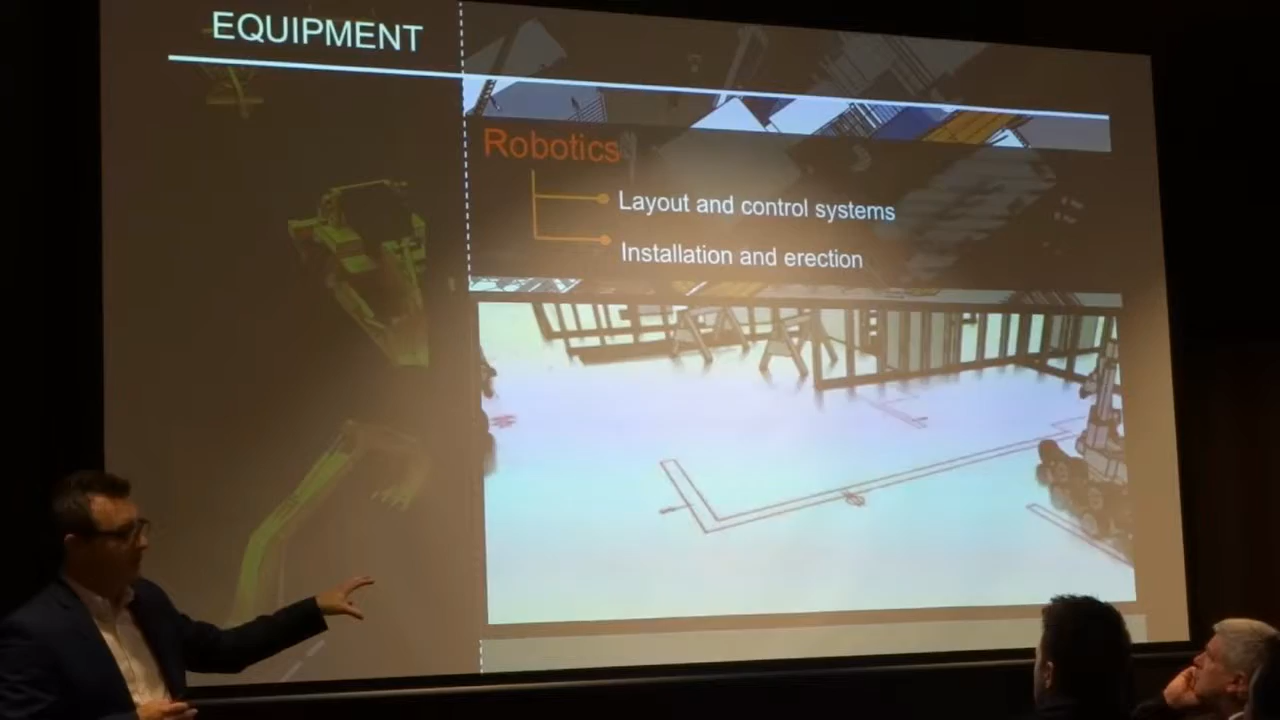 EQUIPMENT
Robotics
Layout and control systems
Installation and erection